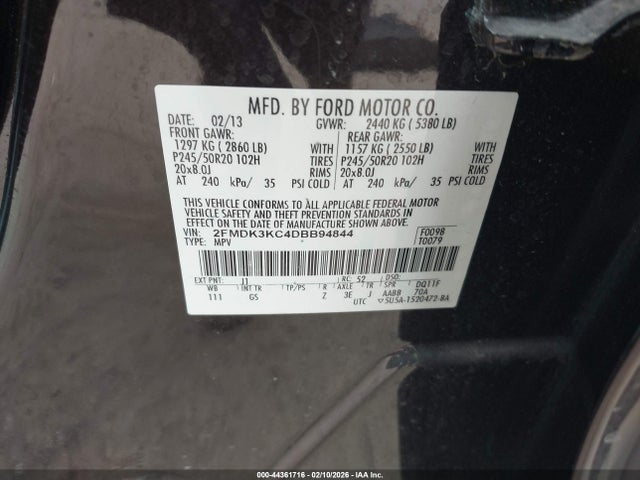 MFD. BY FORD MOTOR CO.
DATE: 02/13 GVWR: 2440 KG ( 5380 LB)
FRONT GAWR: REAR GAWR:
1297 KG ( 2860 LB) WITH 1157 KG ( 2550 LB) WITH
P245/50R20 102H TIRES P245/50R20 102H TIRES
20x8.0J RIMS 20x8.0J RIMS
AT 240 kPa/ 35 PSI COLD AT 240 kPa/ 35 PSI COLD
THIS VEHICLE CONFORMS TO ALL APPLICABLE FEDERAL MOTOR
VEHICLE SAFETY AND THEFT PREVENTION STANDARDS IN
EFFECT ON THE DATE OF MANUFACTURE SHOWN ABOVE.
VIN: 2FMDK3KC4DBB94844 F0098
TYPE: MPV T0079
EXT PNT: J1 RC: 52 DSO:
WB INT TR TP/PS R AXLE TR SPR DQ11F
111 GS Z 3E J AABB 70A
UTC ▽5U5A-1520472-BA
000-44361716 - 02/10/2026 - IAA Corp.